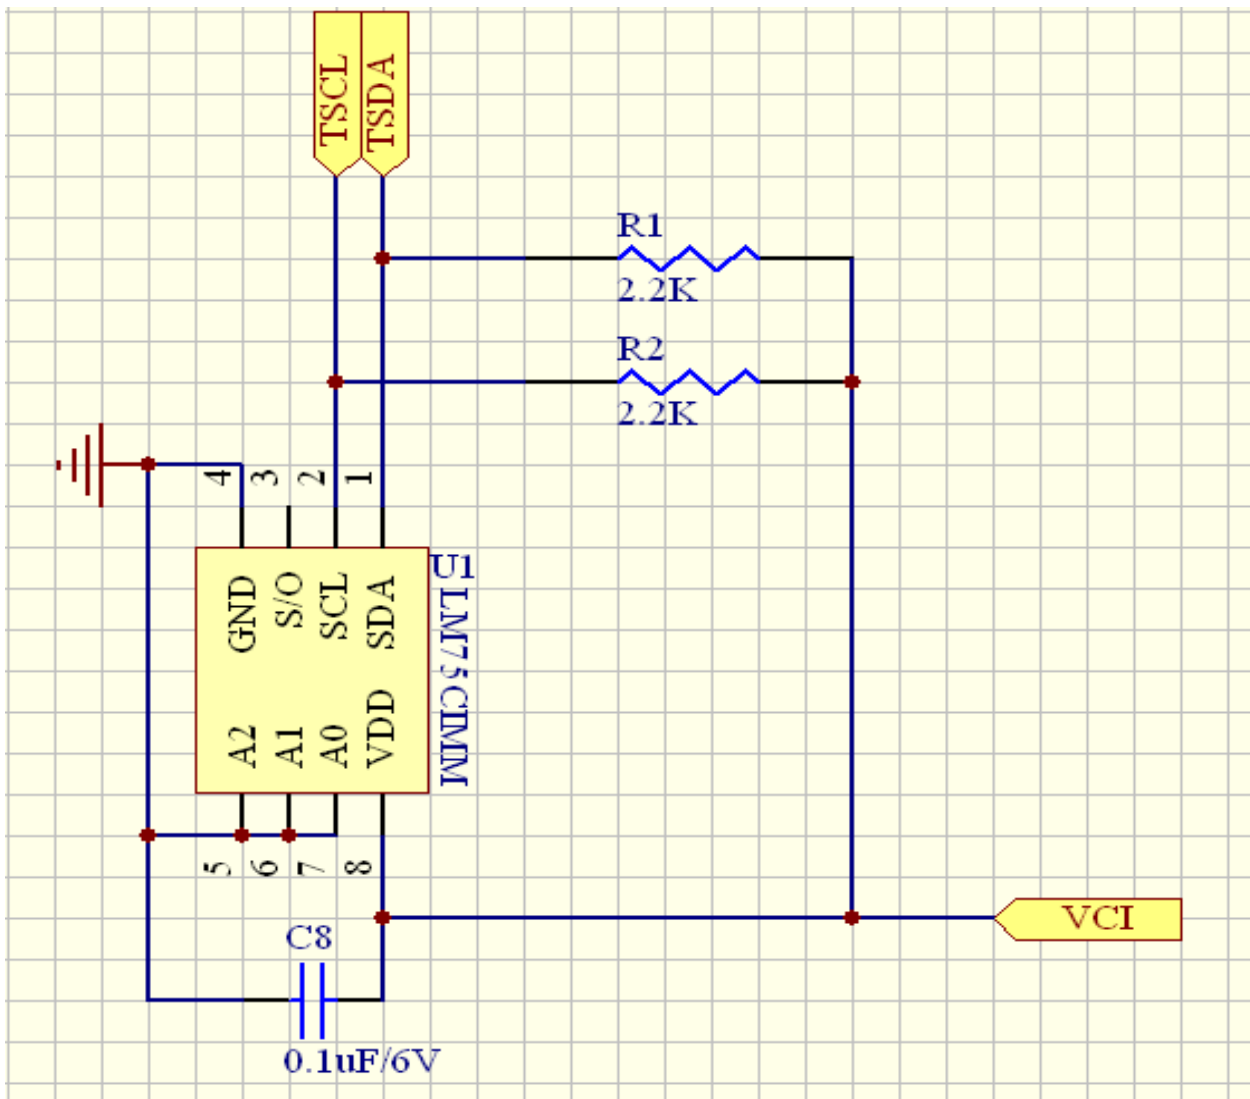 TSCL
TSDA
R1
2.2K
R2
2.2K
4
3
2
1
U1
LM75CIMM
GND
S/O
SCL
SDA
A2
A1
A0
VDD
5
6
7
8
VCI
C8
0.1uF/6V